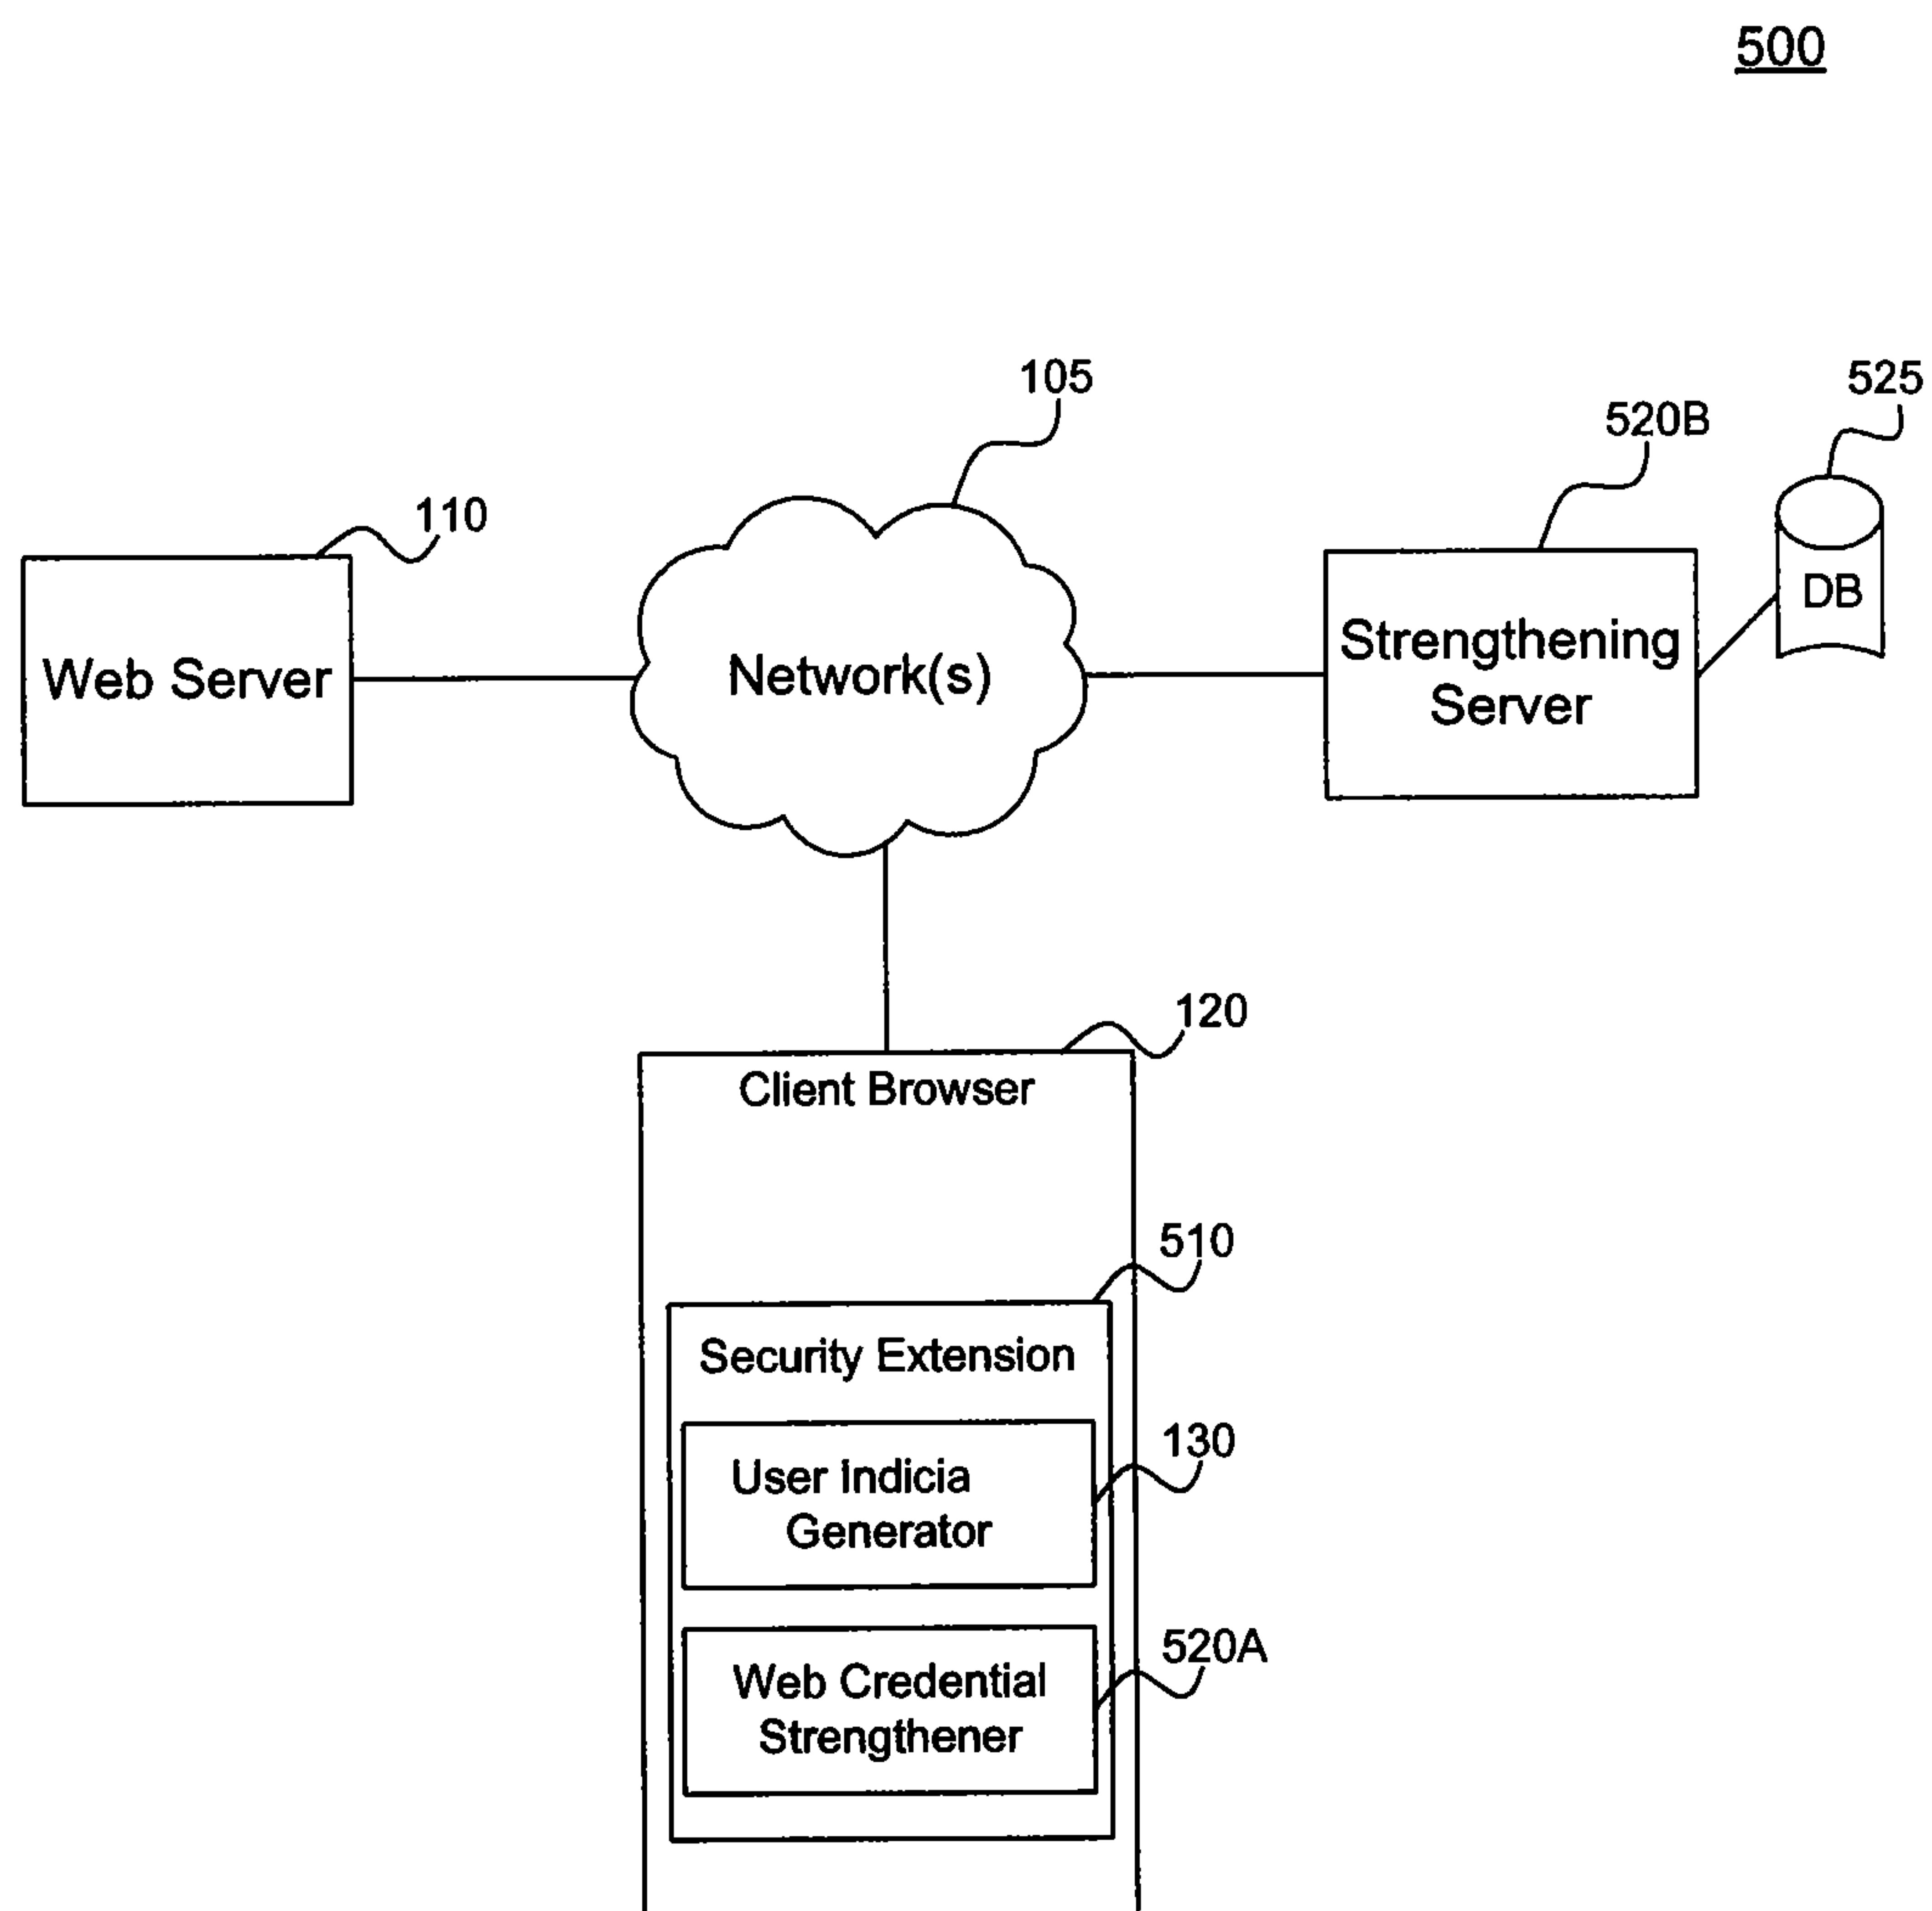 500
105
525
520B
110
DB
Strengthening
Server
Web Server
Network(s)
120
Client Browser
510
Security Extension
130
User Indicia
Generator
520A
Web Credential
Strengthener